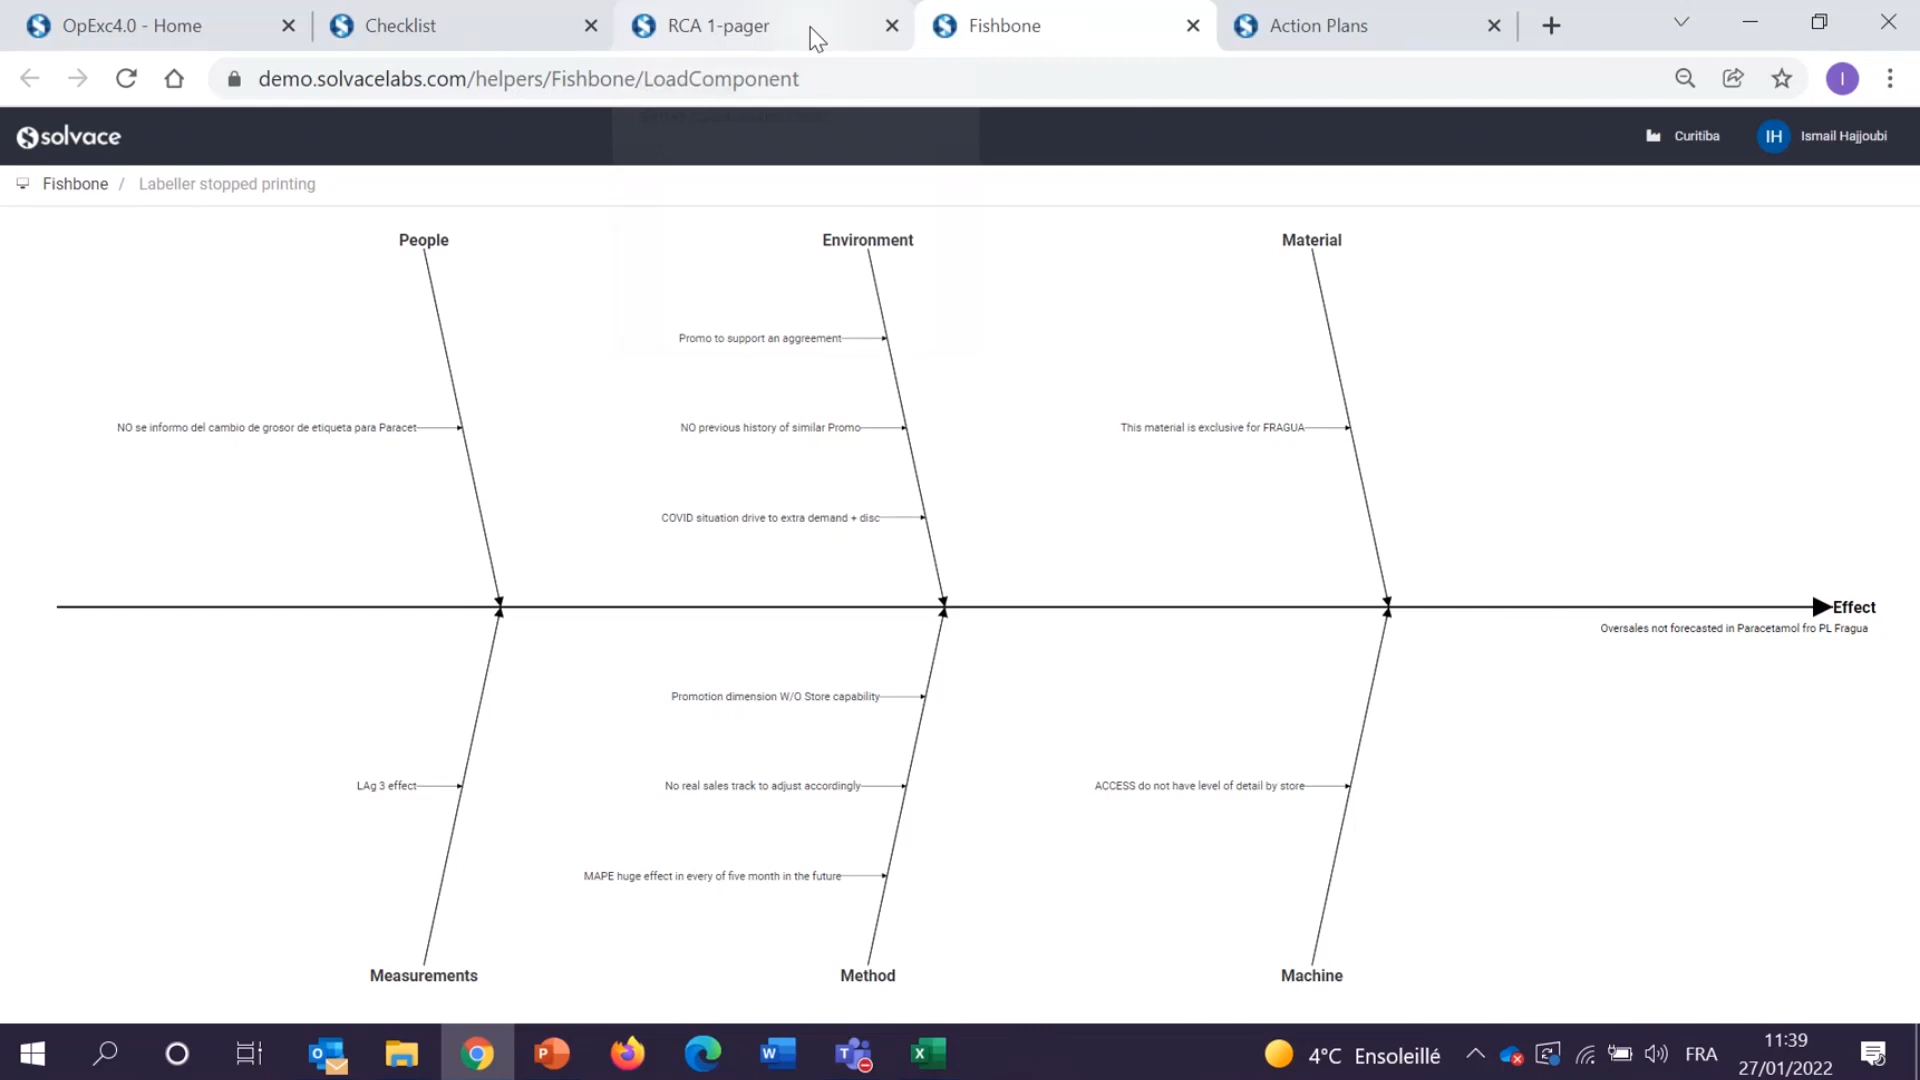 OpExc4.0 - Home
Checklist
RCA 1-pager
Fishbone
Action Plans
demo.solvacelabs.com/helpers/Fishbone/LoadComponent
I
solvace
Curitiba
IH
Ismail Hajjoubi
Fishbone / Labeller stopped printing
People
Environment
Material
Promo to support an aggreement
NO se informo del cambio de grosor de etiqueta para Paracet
NO previous history of similar Promo
This material is exclusive for FRAGUA
COVID situation drive to extra demand + disc
Effect
Oversales not forecasted in Paracetamol fro PL Fragua
Promotion dimension W/O Store capability
LAg 3 effect
No real sales track to adjust accordingly
ACCESS do not have level of detail by store
MAPE huge effect in every of five month in the future
Measurements
Method
Machine
4°C Ensoleillé
FRA
11:39
27/01/2022